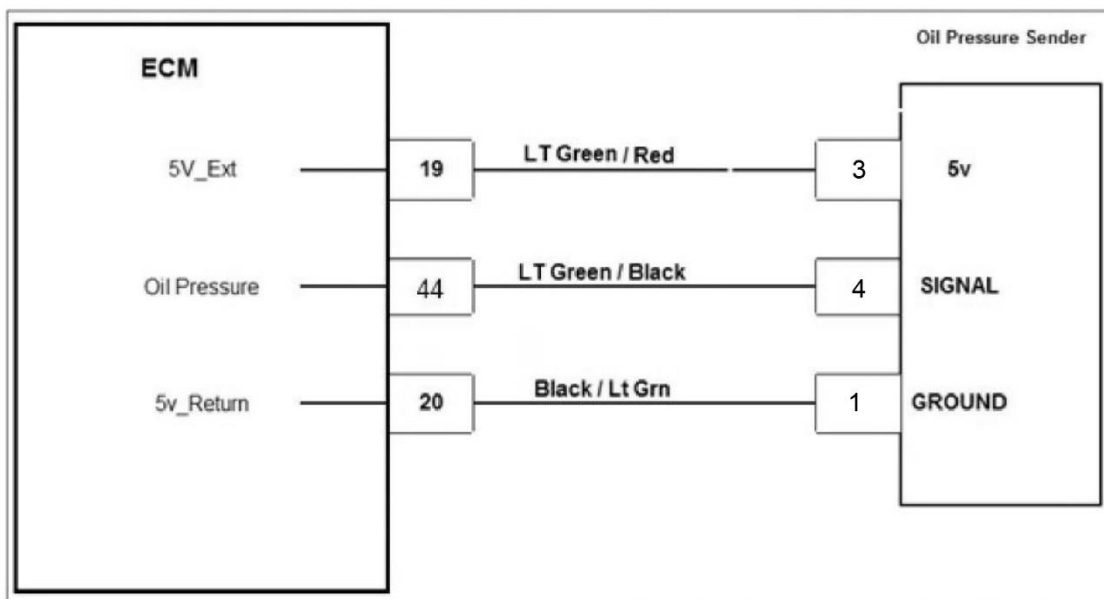 Oil Pressure Sender
ECM
5V_Ext
19
LT Green / Red
3
5v
Oil Pressure
44
LT Green / Black
4
SIGNAL
5v_Return
20
Black / Lt Grn
1
GROUND